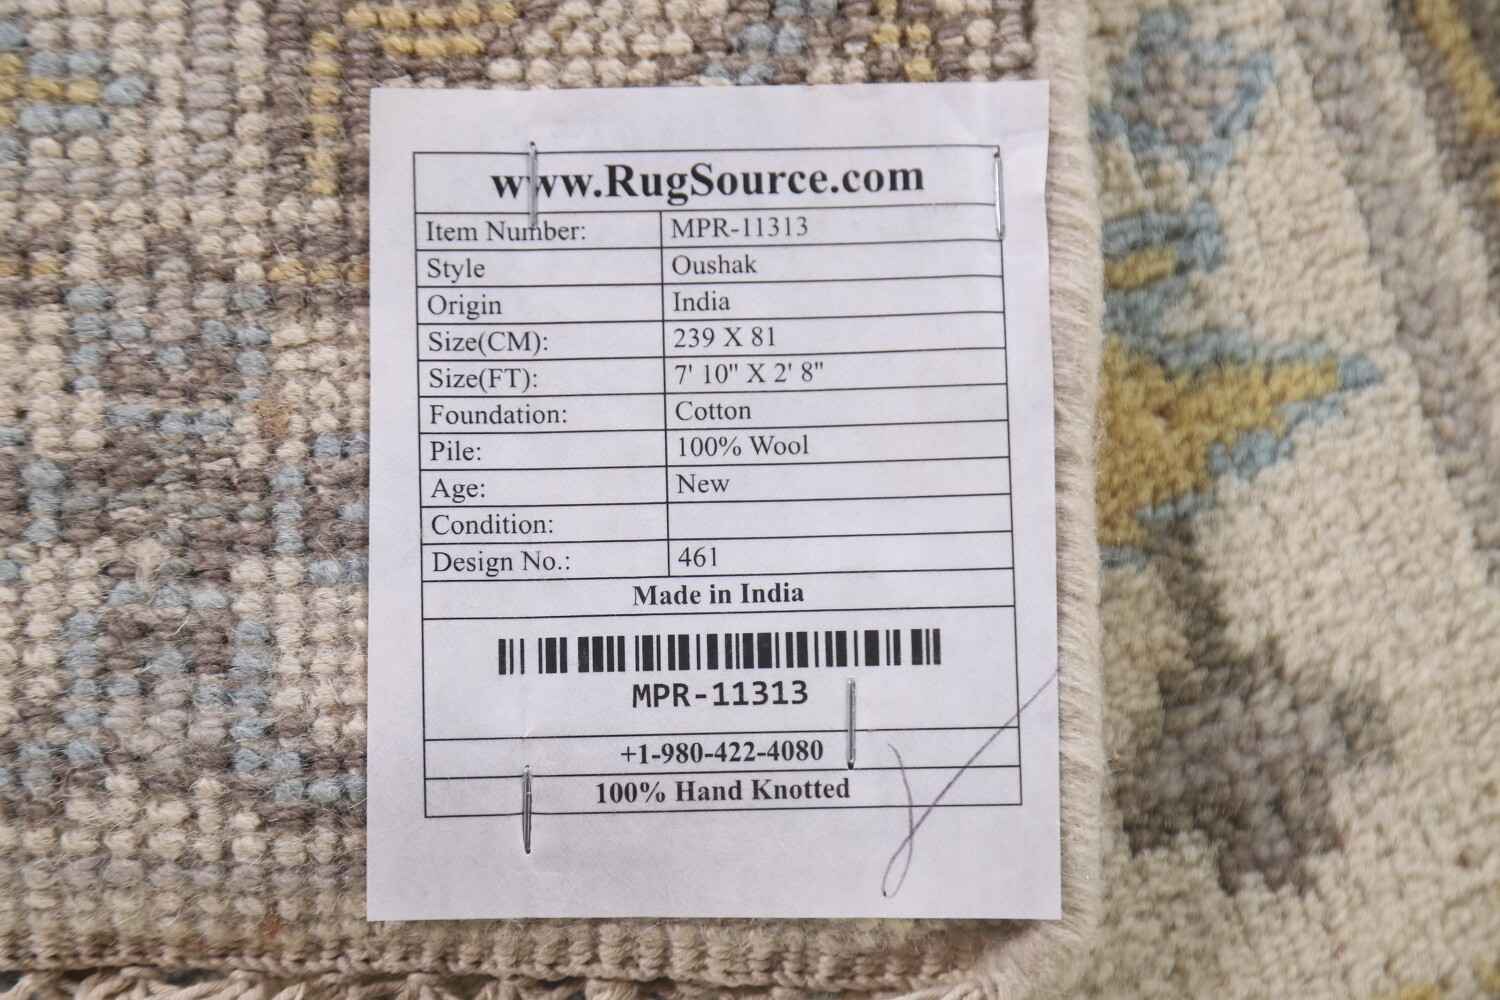 www.RugSource.com
Item Number: MPR-11313
Style Oushak
Origin India
Size(CM): 239 X 81
Size(FT): 7' 10" X 2' 8"
Foundation: Cotton
Pile: 100% Wool
Age: New
Condition:
Design No.: 461
Made in India
MPR-11313
+1-980-422-4080
100% Hand Knotted